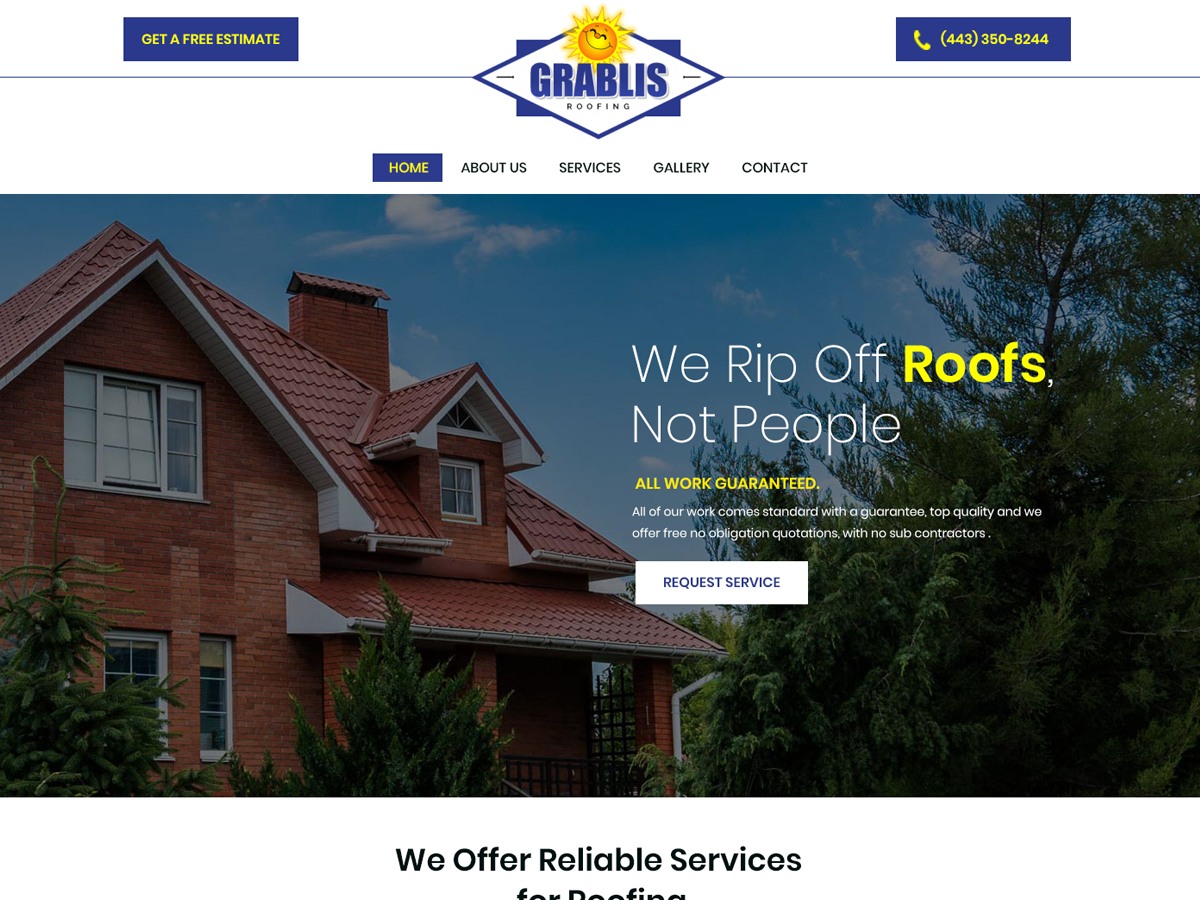 GET A FREE ESTIMATE
GRABLIS
ROOFING
(443) 350-8244
HOME
ABOUT US
SERVICES
GALLERY
CONTACT
We Rip Off Roofs,
Not People
ALL WORK GUARANTEED.
All of our work comes standard with a guarantee, top quality and we
offer free no obligation quotations, with no sub contractors .
REQUEST SERVICE
We Offer Reliable Services
for Roofing